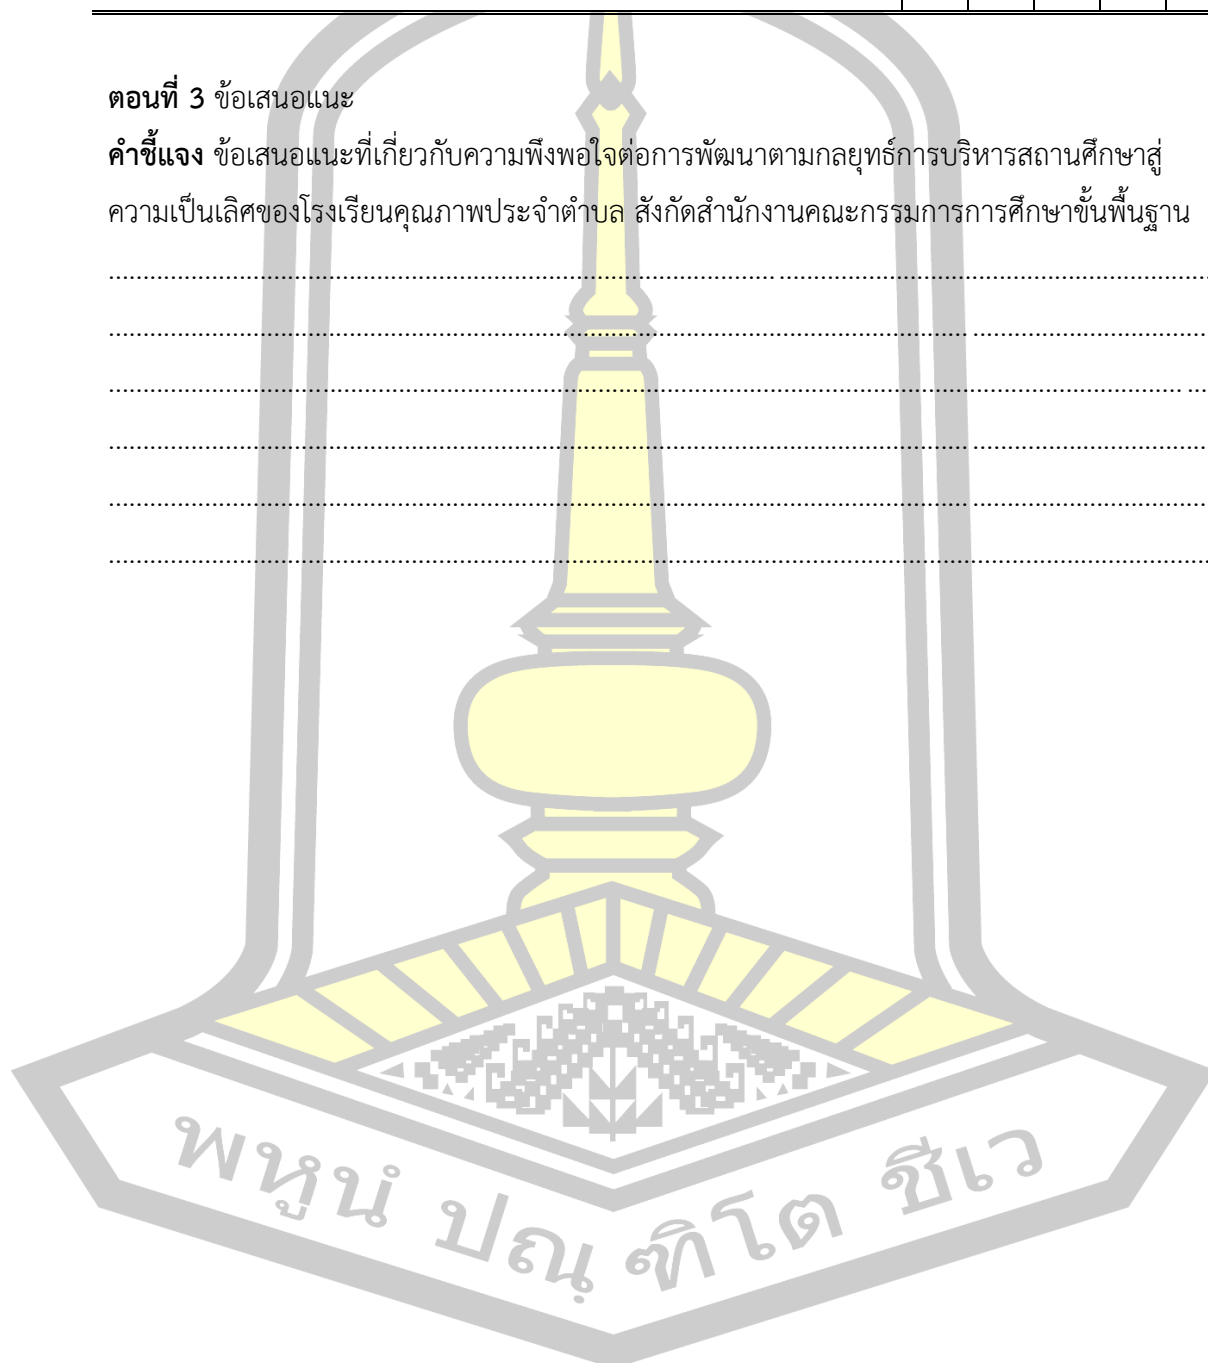 ตอนที่ 3 ข้อเสนอแนะ
คำชี้แจง ข้อเสนอแนะที่เกี่ยวกับความพึงพอใจต่อการพัฒนาตามกลยุทธ์การบริหารสถานศึกษาสู่
ความเป็นเลิศของโรงเรียนคุณภาพประจำตำบล สังกัดสำนักงานคณะกรรมการการศึกษาขั้นพื้นฐาน
พหูนํ ปณฺฑิโต ชีเว